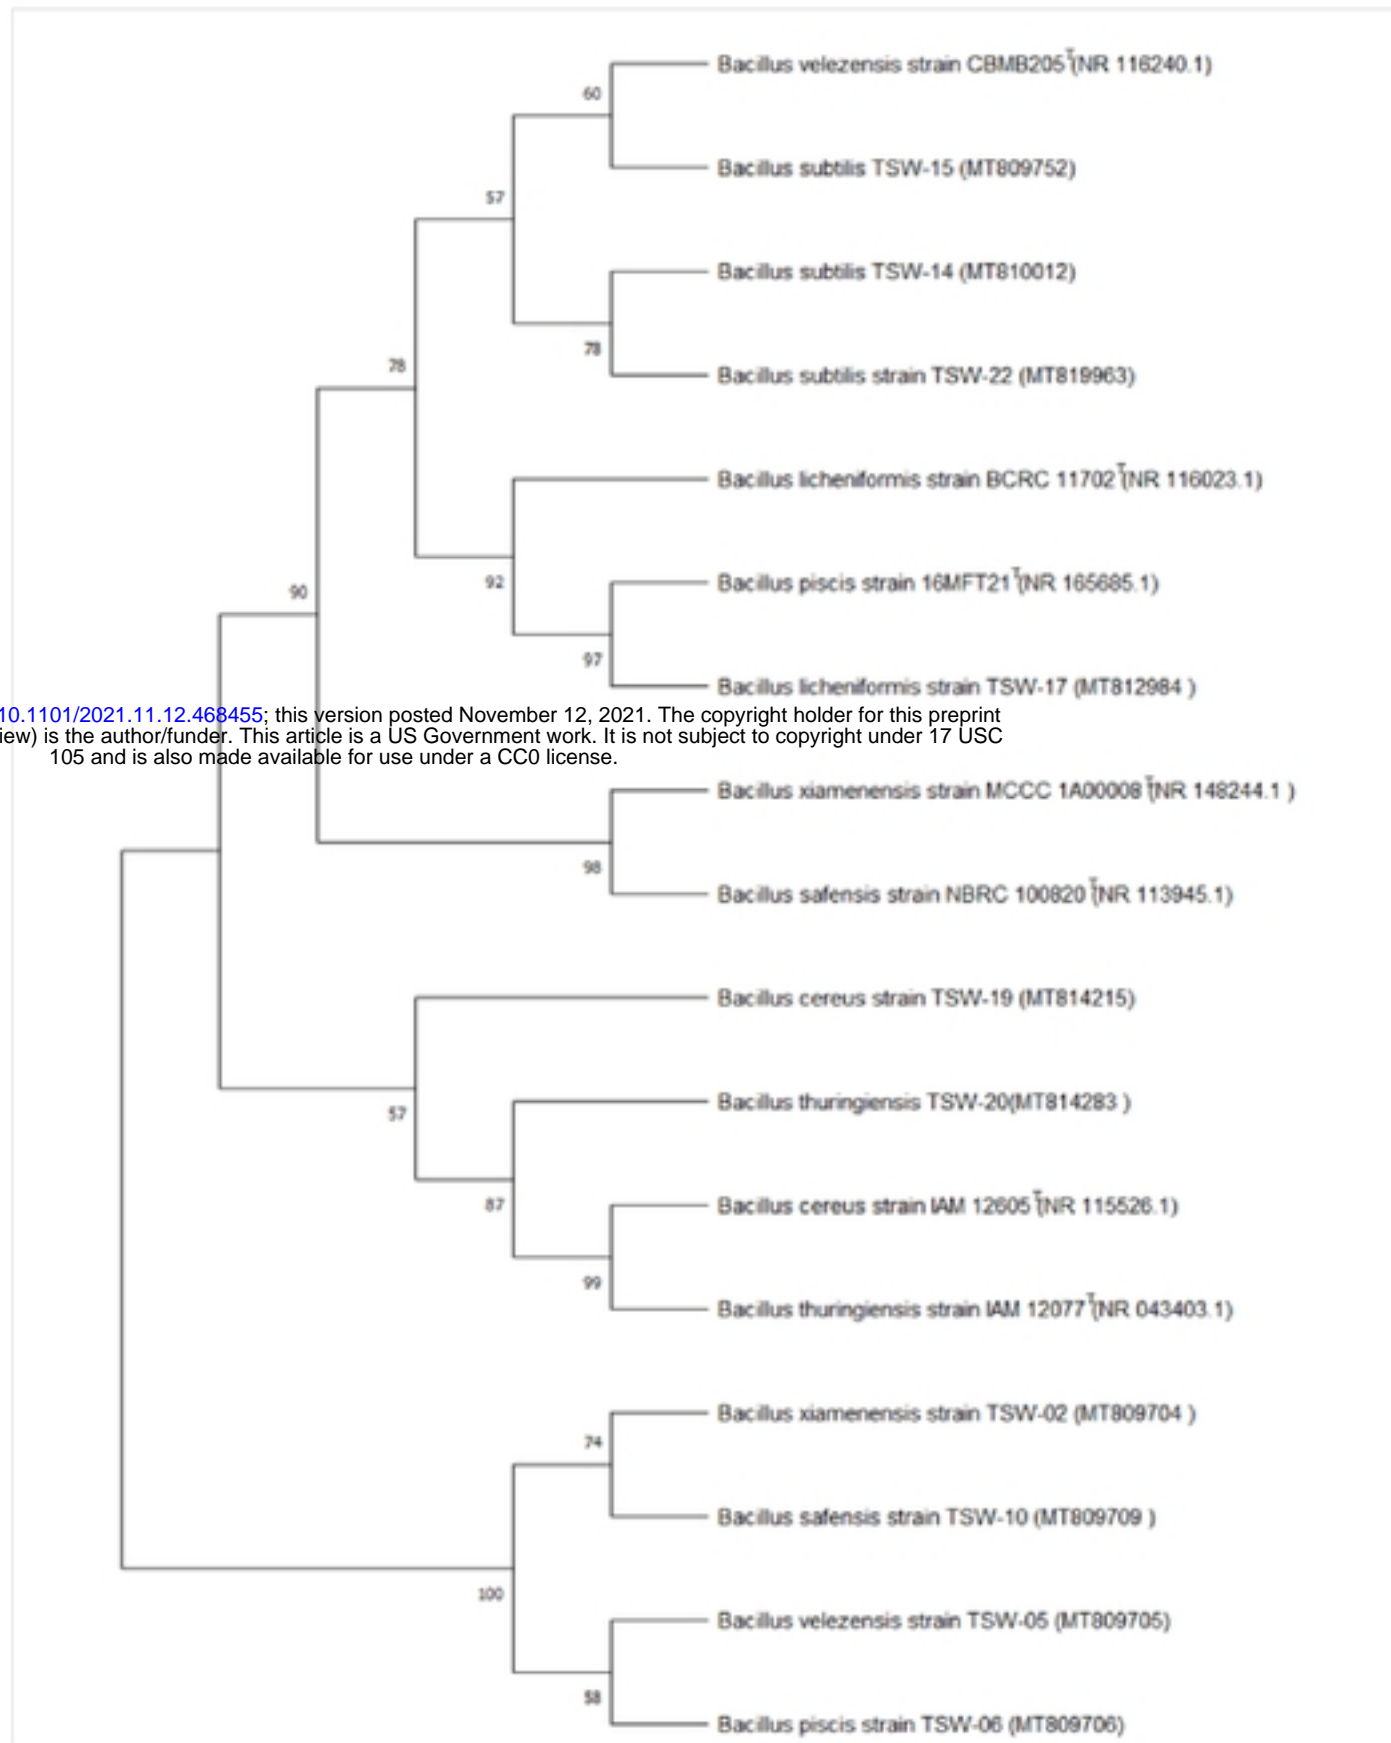 Bacillus velezensis strain CBMB205ᵀ(NR 116240.1)
60
Bacillus subtilis TSW-15 (MT809752)
57
Bacillus subtilis TSW-14 (MT810012)
78
Bacillus subtilis strain TSW-22 (MT819963)
78
Bacillus licheniformis strain BCRC 11702ᵀ(NR 116023.1)
92
Bacillus piscis strain 16MFT21ᵀ(NR 165685.1)
90
97
Bacillus licheniformis strain TSW-17 (MT812984 )
10.1101/2021.11.12.468455; this version posted November 12, 2021. The copyright holder for this preprint
iew) is the author/funder. This article is a US Government work. It is not subject to copyright under 17 USC
105 and is also made available for use under a CC0 license.
Bacillus xiamenensis strain MCCC 1A00008ᵀ(NR 148244.1 )
98
Bacillus safensis strain NBRC 100820ᵀ(NR 113945.1)
Bacillus cereus strain TSW-19 (MT814215)
57
Bacillus thuringiensis TSW-20(MT814283 )
87
Bacillus cereus strain IAM 12605ᵀ(NR 115526.1)
99
Bacillus thuringiensis strain IAM 12077ᵀ(NR 043403.1)
Bacillus xiamenensis strain TSW-02 (MT809704 )
74
Bacillus safensis strain TSW-10 (MT809709 )
100
Bacillus velezensis strain TSW-05 (MT809705)
58
Bacillus piscis strain TSW-06 (MT809706)